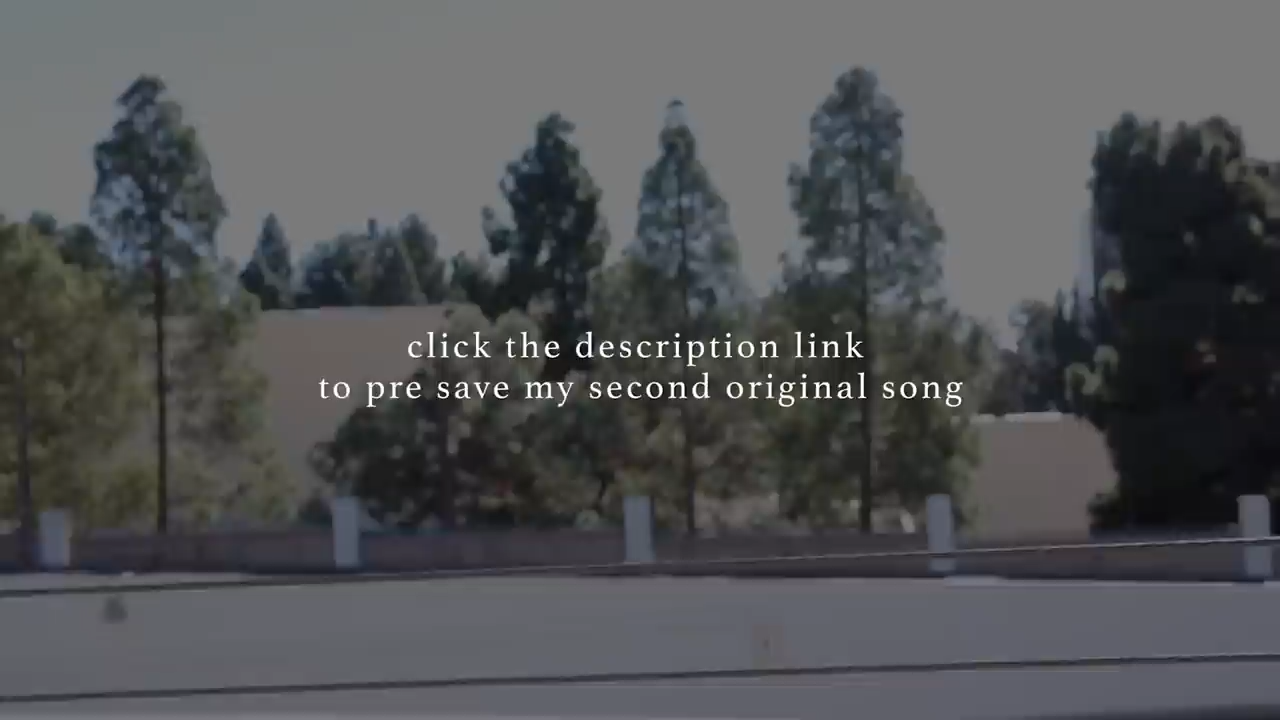 click the description link
to pre save my second original song